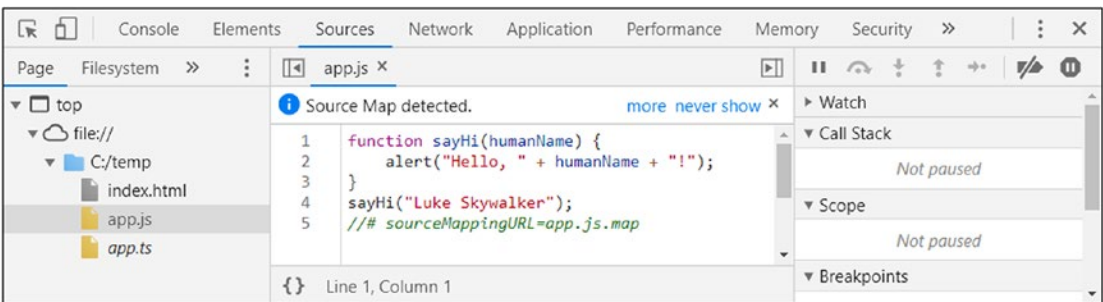 Console Elements Sources Network Application Performance Memory Security »
Page Filesystem »
app.js ×
top
file://
C:/temp
index.html
app.js
app.ts
Source Map detected. more never show ×
1 function sayHi(humanName) {
2 alert("Hello, " + humanName + "!");
3 }
4 sayHi("Luke Skywalker");
5 //# sourceMappingURL=app.js.map
{} Line 1, Column 1
Watch
Call Stack
Not paused
Scope
Not paused
Breakpoints